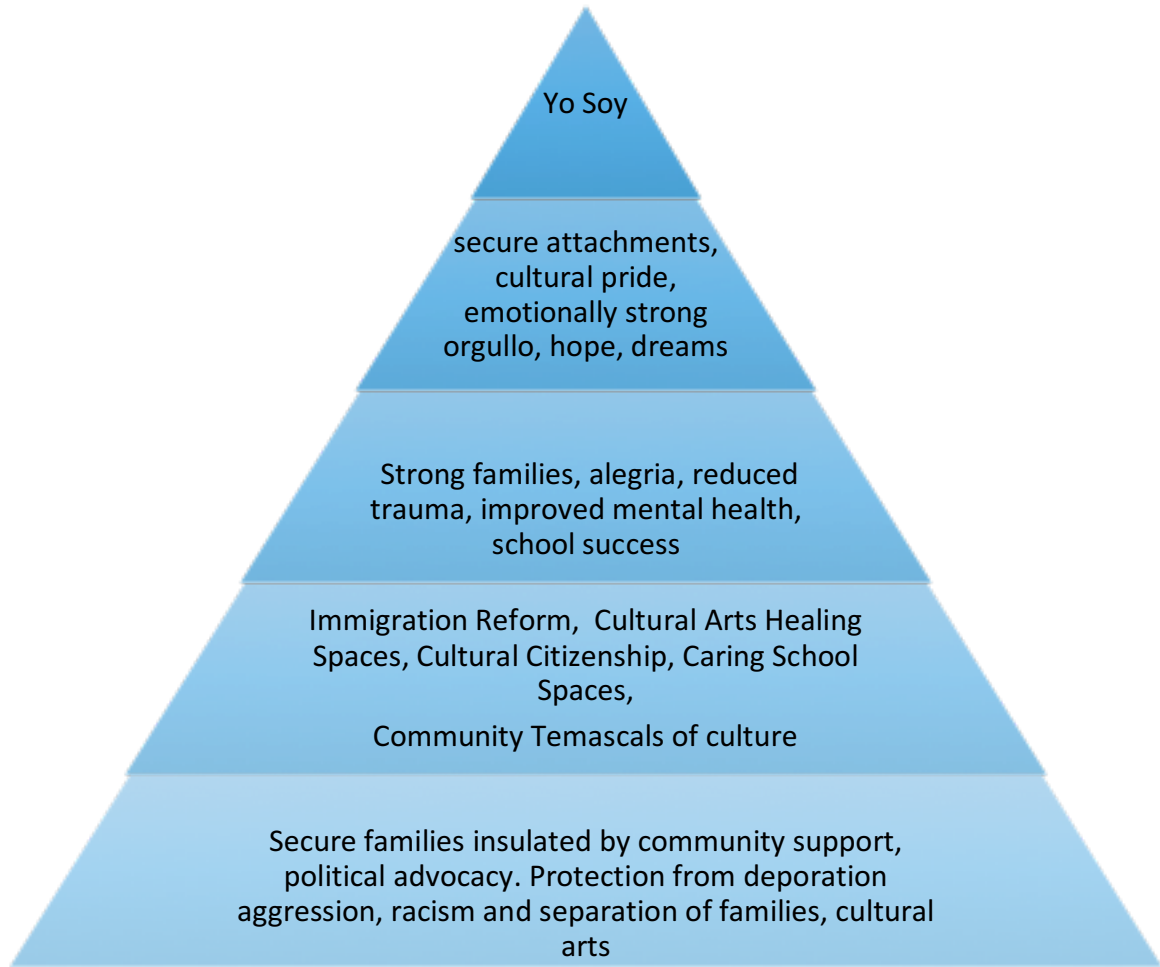 Yo Soy
secure attachments,
cultural pride,
emotionally strong
orgullo, hope, dreams
Strong families, alegria, reduced
trauma, improved mental health,
school success
Immigration Reform,  Cultural Arts Healing
Spaces, Cultural Citizenship, Caring School
Spaces,
Community Temascals of culture
Secure families insulated by community support,
political advocacy. Protection from deporation
aggression, racism and separation of families, cultural
arts